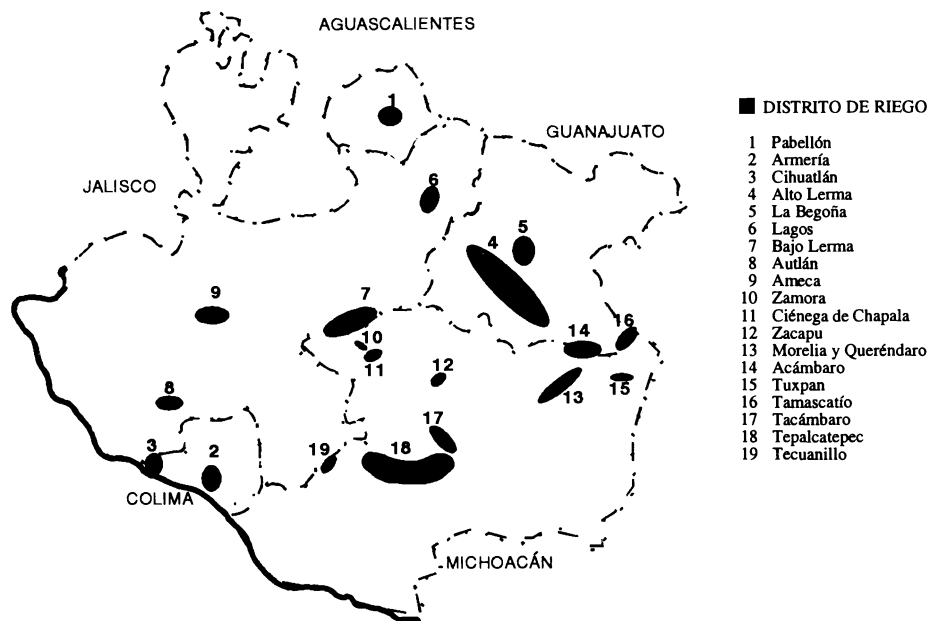 AGUASCALIENTES
1
GUANAJUATO
JALISCO
6
4
5
9
7
10
11
14
16
12
13
15
8
17
3
2
19
18
COLIMA
MICHOACÁN
■ DISTRITO DE RIEGO
1 Pabellón
2 Armería
3 Cihuatlán
4 Alto Lerma
5 La Begoña
6 Lagos
7 Bajo Lerma
8 Autlán
9 Ameca
10 Zamora
11 Ciénega de Chapala
12 Zacapu
13 Morelia y Queréndaro
14 Acámbaro
15 Tuxpan
16 Tamascatío
17 Tacámbaro
18 Tepalcatepec
19 Tecuanillo